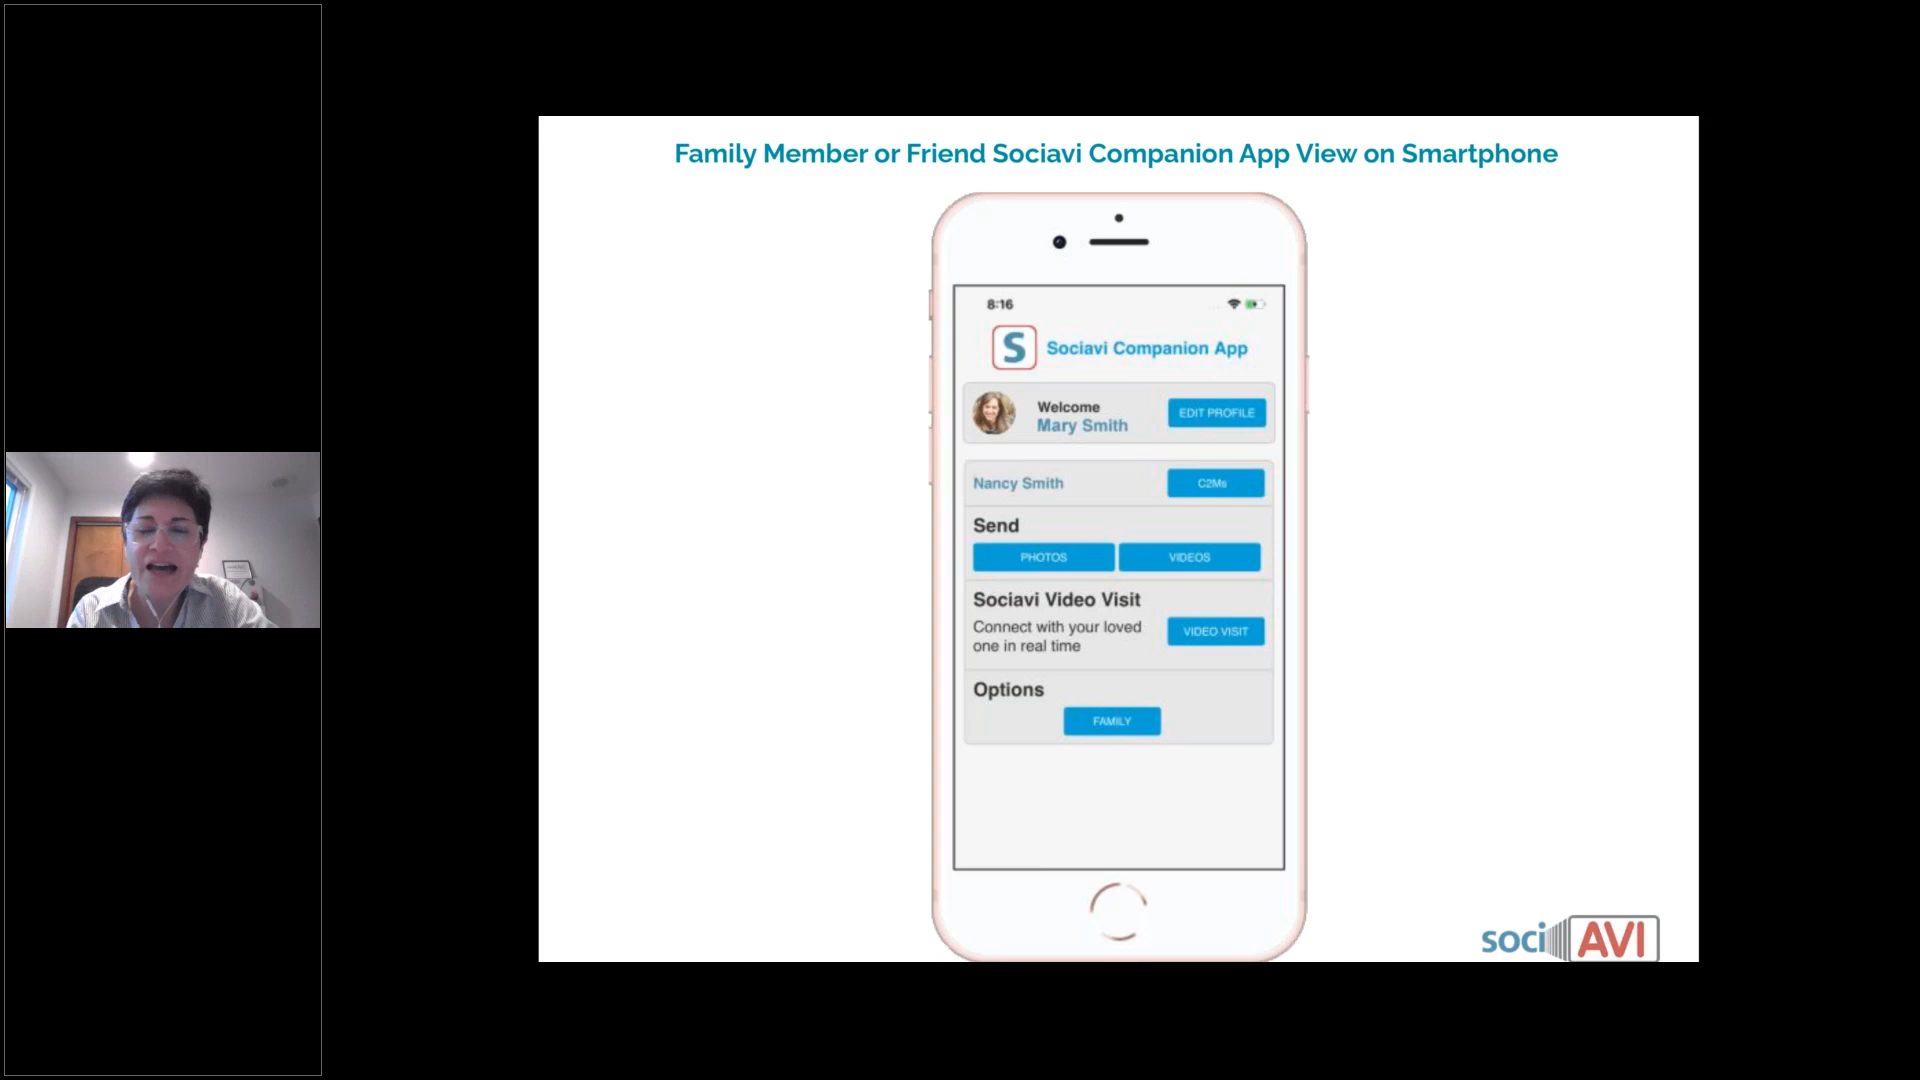 Family Member or Friend Sociavi Companion App View on Smartphone
8:16
S
Sociavi Companion App
Welcome
Mary Smith
EDIT PROFILE
Nancy Smith
C2Ms
Send
PHOTOS
VIDEOS
Sociavi Video Visit
Connect with your loved
one in real time
VIDEO VISIT
Options
FAMILY
sociAVI